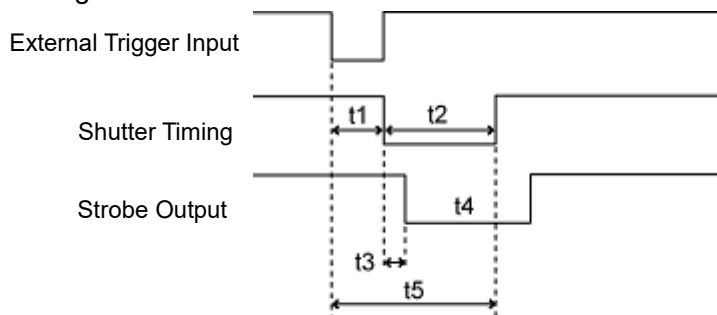 External Trigger Input
t1
t2
Shutter Timing
Strobe Output
t4
t3
t5